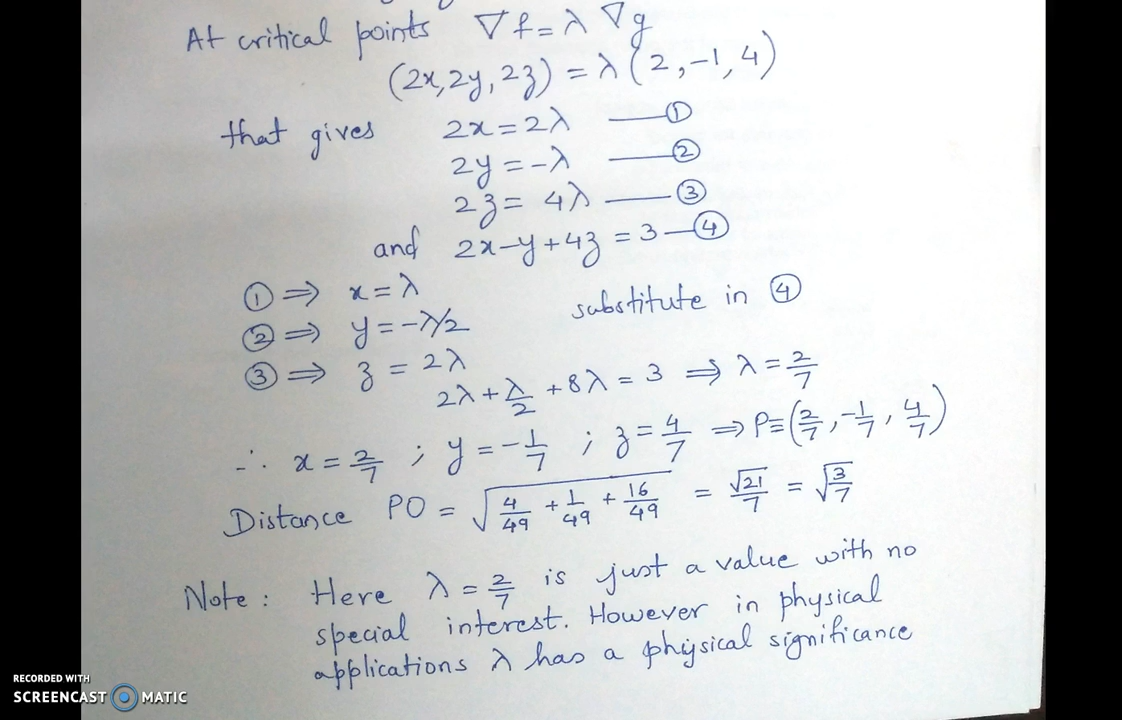 At critical points ∇f = λ ∇g
(2x, 2y, 2z) = λ (2, -1, 4)
that gives 2x = 2λ —— ①
2y = -λ —— ②
2z = 4λ —— ③
and 2x - y + 4z = 3 — ④
① ⇒ x = λ
substitute in ④
② ⇒ y = -λ/2
③ ⇒ z = 2λ
2λ + λ/2 + 8λ = 3 ⇒ λ = 2/7
∴ x = 2/7 ; y = -1/7 ; z = 4/7 ⇒ P ≡ (2/7, -1/7, 4/7)
Distance PO = √(4/49 + 1/49 + 16/49) = √21/7 = √(3/7)
Note : Here λ = 2/7 is just a value with no
special interest. However in physical
applications λ has a physical significance
RECORDED WITH
SCREENCAST MATIC